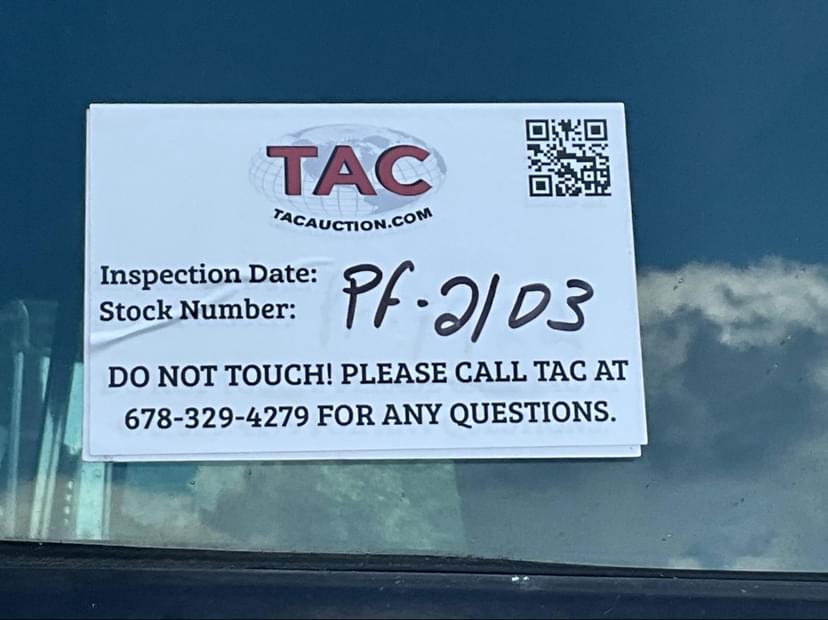 TAC
TACAUCTION.COM
Inspection Date:
Stock Number: PF-2103
DO NOT TOUCH! PLEASE CALL TAC AT
678-329-4279 FOR ANY QUESTIONS.